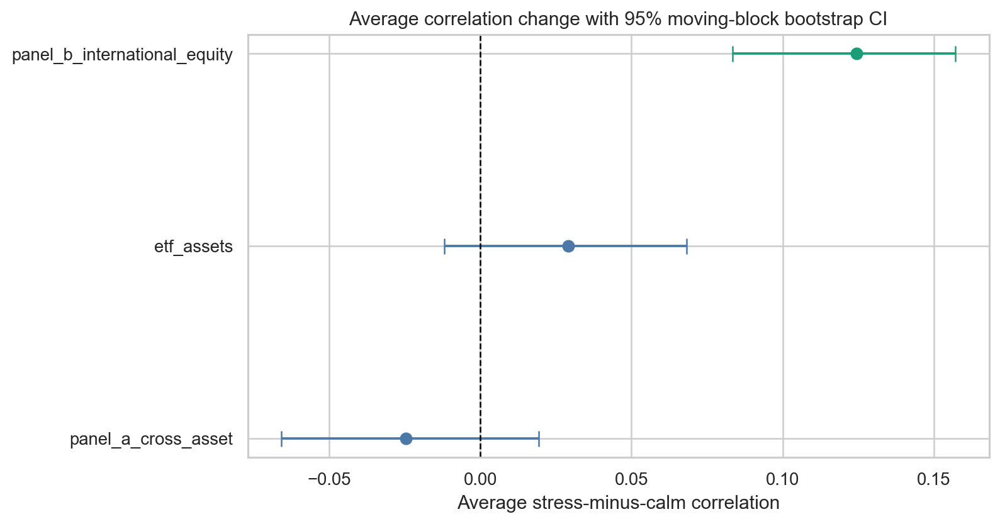 Average correlation change with 95% moving-block bootstrap CI
panel_b_international_equity
etf_assets
panel_a_cross_asset
−0.05 0.00 0.05 0.10 0.15
Average stress-minus-calm correlation